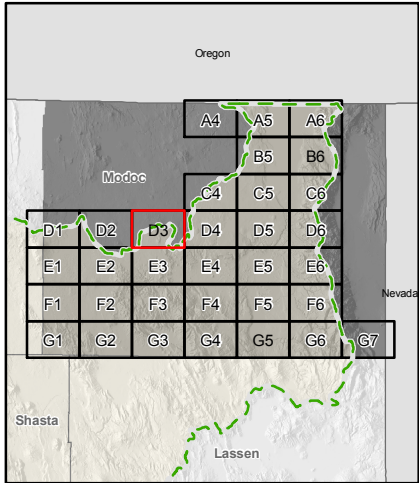 Oregon
A4 A5 A6
B5 B6
Modoc
C4 C5 C6
D1 D2 D3 D4 D5 D6
E1 E2 E3 E4 E5 E6
Nevada
F1 F2 F3 F4 F5 F6
G1 G2 G3 G4 G5 G6 G7
Shasta
Lassen